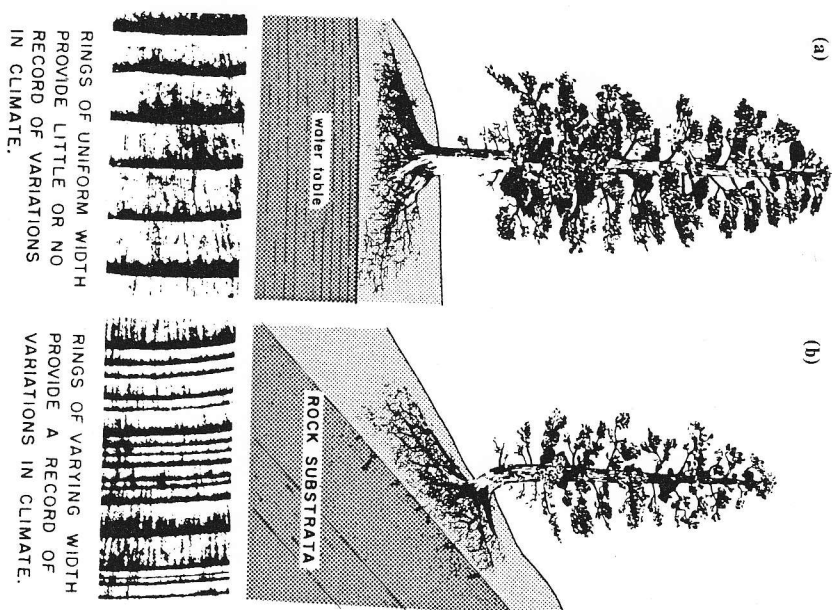 (a)
water table
RINGS OF UNIFORM WIDTH
PROVIDE LITTLE OR NO
RECORD OF VARIATIONS
IN CLIMATE.
(b)
ROCK SUBSTRATA
RINGS OF VARYING WIDTH
PROVIDE A RECORD OF
VARIATIONS IN CLIMATE.